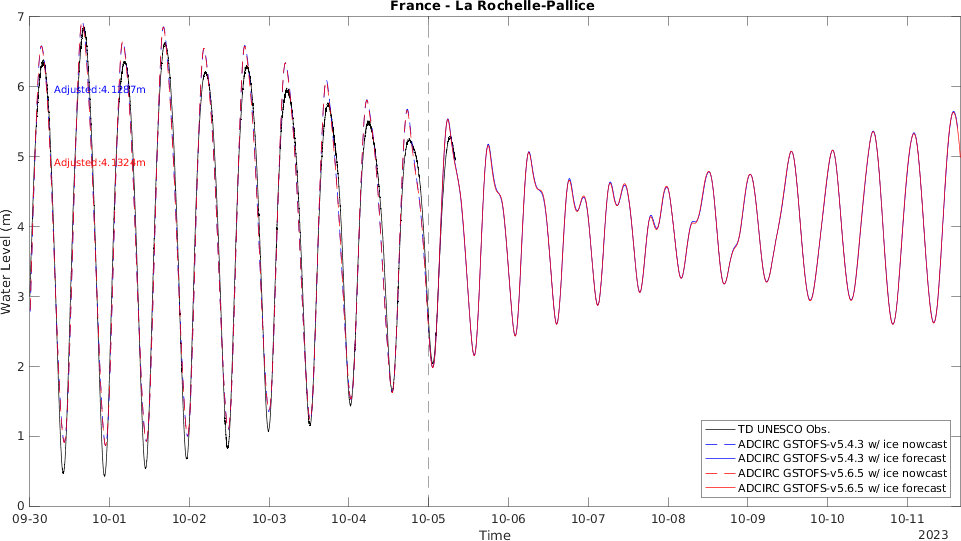 France - La Rochelle-Pallice
7
6
5
4
3
2
1
0
Water Level (m)
Adjusted:4.1287m
Adjusted:4.1324m
TD UNESCO Obs.
ADCIRC GSTOFS-v5.4.3 w/ ice nowcast
ADCIRC GSTOFS-v5.4.3 w/ ice forecast
ADCIRC GSTOFS-v5.6.5 w/ ice nowcast
ADCIRC GSTOFS-v5.6.5 w/ ice forecast
09-30 10-01 10-02 10-03 10-04 10-05 10-06 10-07 10-08 10-09 10-10 10-11
Time
2023